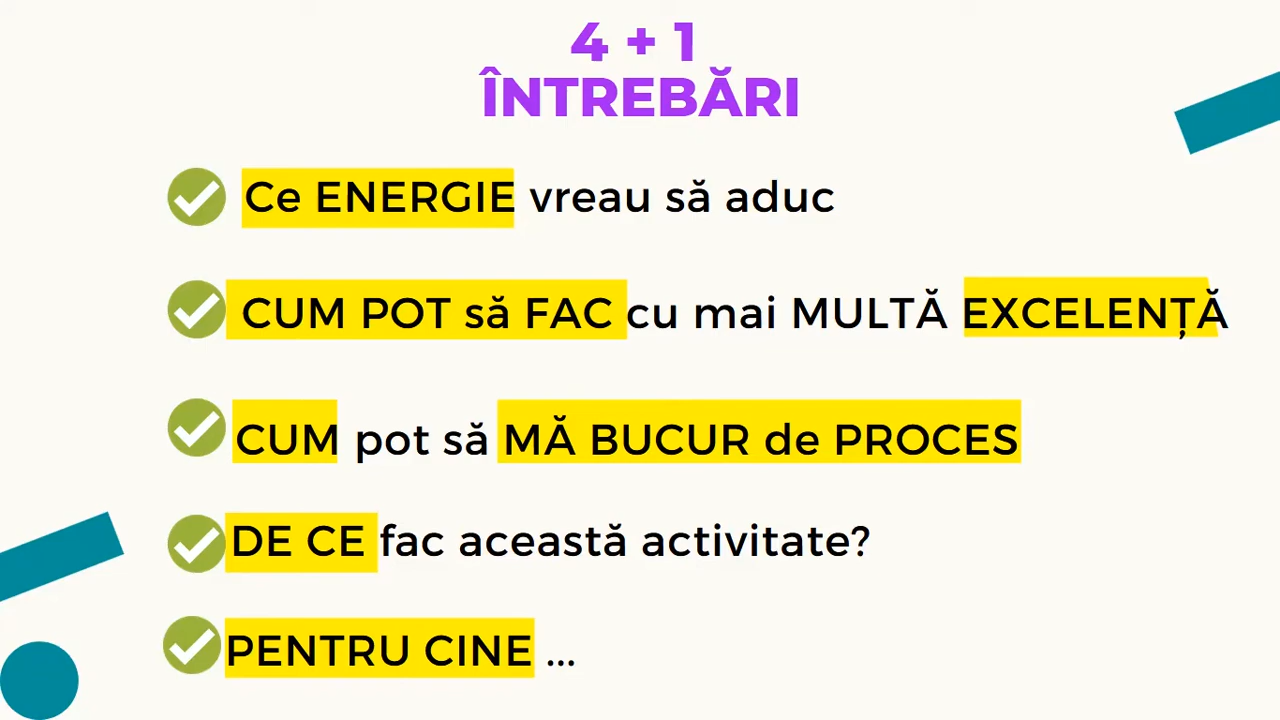 4 + 1
ÎNTREBĂRI
Ce ENERGIE vreau să aduc
CUM POT să FAC cu mai MULTĂ EXCELENȚĂ
CUM pot să MĂ BUCUR de PROCES
DE CE fac această activitate?
PENTRU CINE ...